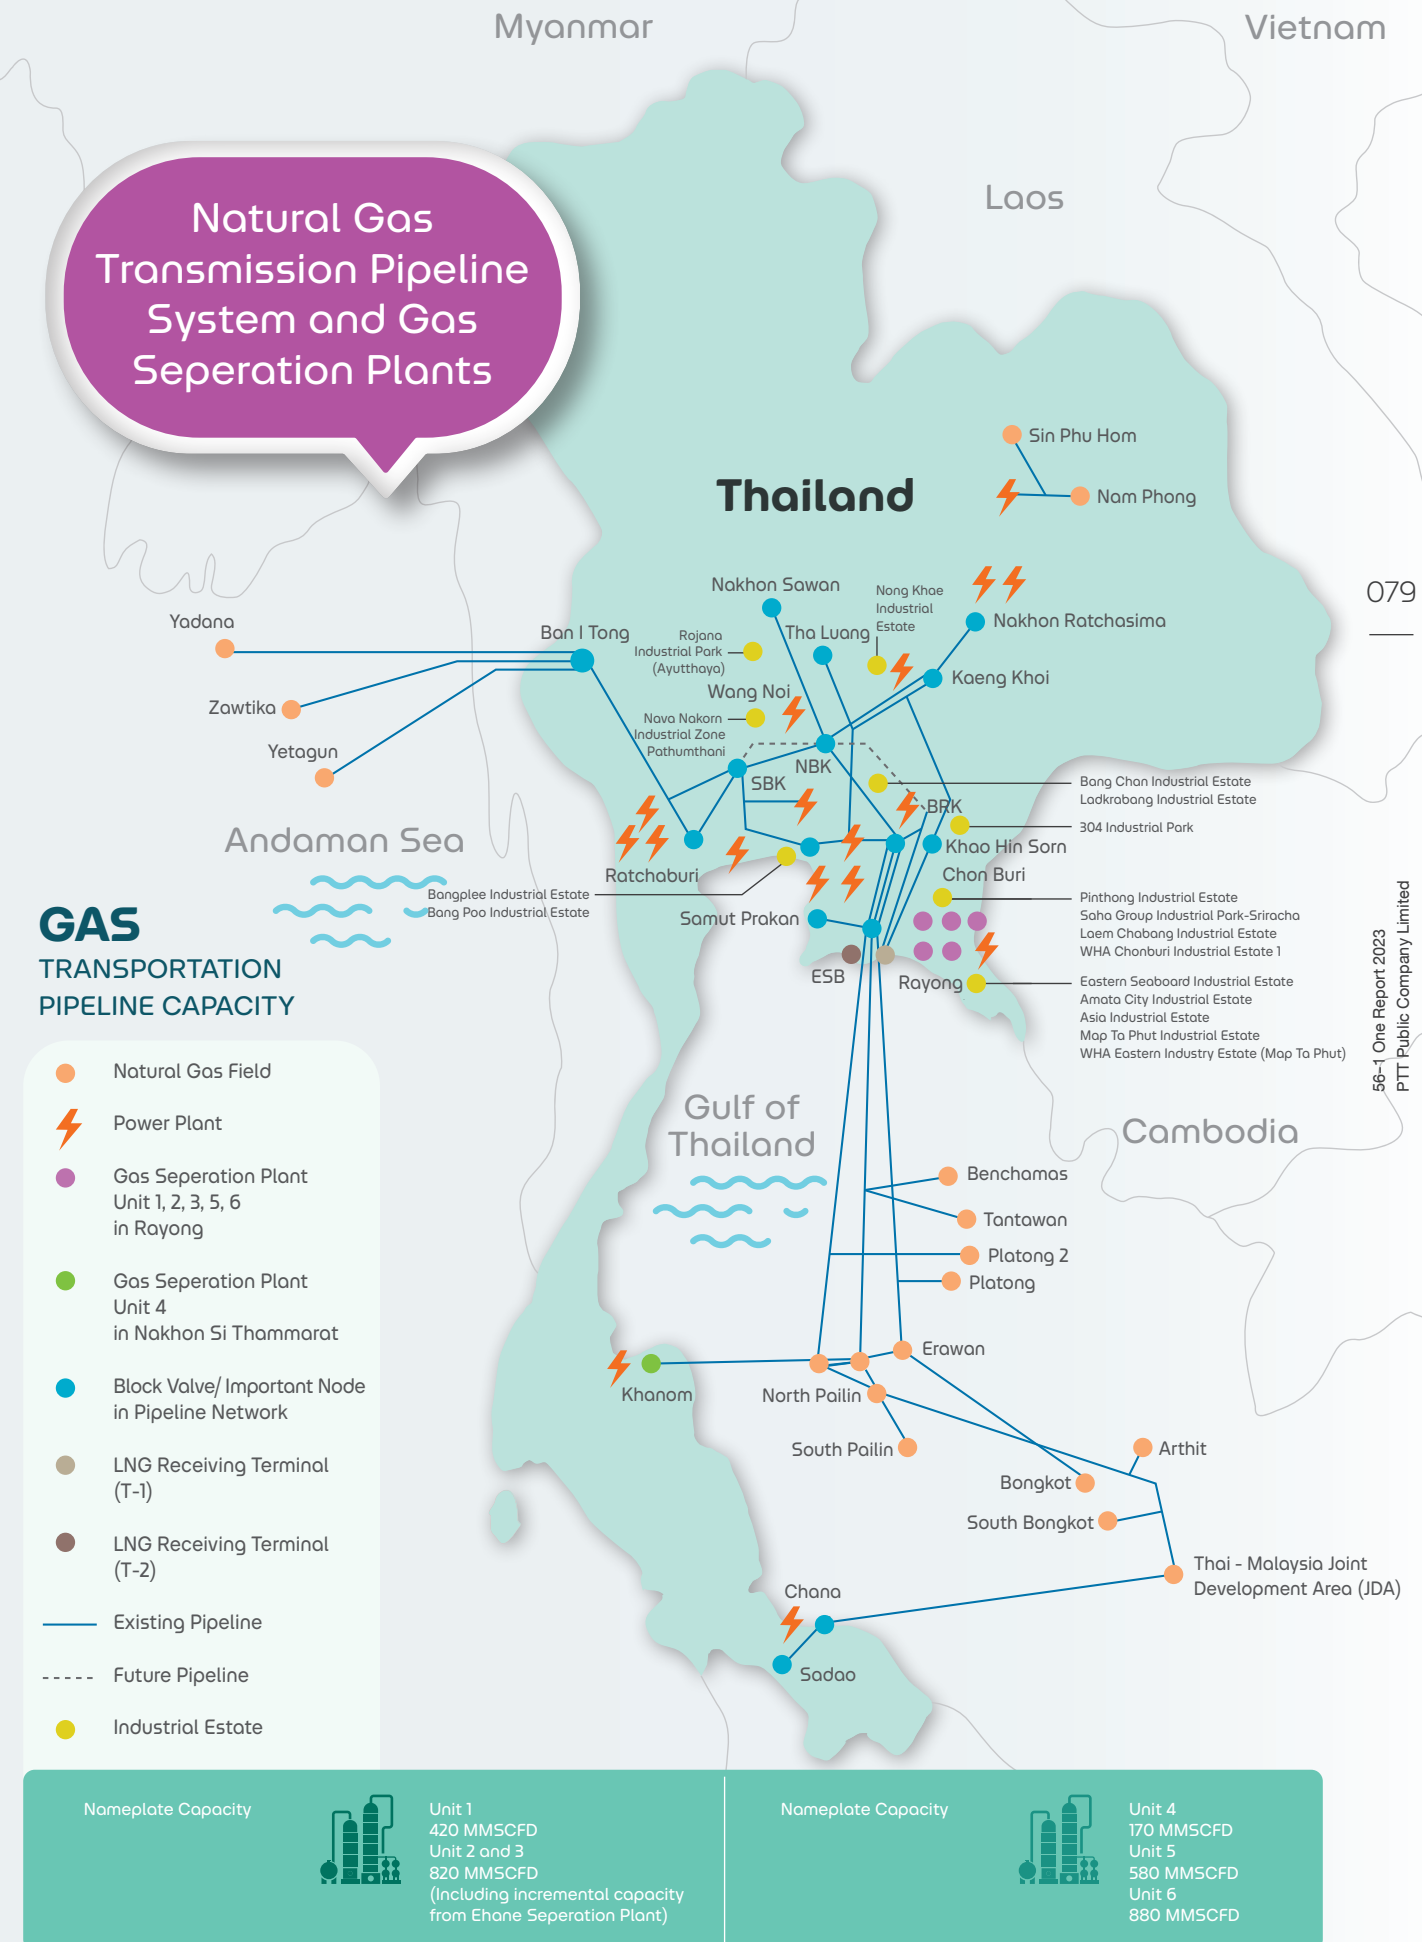 Myanmar
Vietnam
Laos
Natural Gas
Transmission Pipeline
System and Gas
Seperation Plants
Thailand
Sin Phu Hom
Nam Phong
079
Nakhon Sawan
Nong Khae
Industrial
Estate
Yadana
Ban I Tong
Rojana
Industrial Park
(Ayutthaya)
Tha Luang
Nakhon Ratchasima
Kaeng Khoi
Zawtika
Wang Noi
Nava Nakorn
Industrial Zone
Pathumthani
Yetagun
NBK
SBK
BRK
Bang Chan Industrial Estate
Ladkrabang Industrial Estate
304 Industrial Park
Andaman Sea
Khao Hin Sorn
Ratchaburi
Chon Buri
Bangplee Industrial Estate
Bang Poo Industrial Estate
Samut Prakan
Pinthong Industrial Estate
Saha Group Industrial Park-Sriracha
Laem Chabang Industrial Estate
WHA Chonburi Industrial Estate 1
ESB
Rayong
Eastern Seaboard Industrial Estate
Amata City Industrial Estate
Asia Industrial Estate
Map Ta Phut Industrial Estate
WHA Eastern Industry Estate (Map Ta Phut)
56-1 One Report 2023
PTT Public Company Limited
GAS
TRANSPORTATION
PIPELINE CAPACITY
Natural Gas Field
Power Plant
Gas Seperation Plant
Unit 1, 2, 3, 5, 6
in Rayong
Gas Seperation Plant
Unit 4
in Nakhon Si Thammarat
Block Valve/ Important Node
in Pipeline Network
LNG Receiving Terminal
(T-1)
LNG Receiving Terminal
(T-2)
Existing Pipeline
Future Pipeline
Industrial Estate
Gulf of
Thailand
Cambodia
Benchamas
Tantawan
Platong 2
Platong
Erawan
Khanom
North Pailin
South Pailin
Arthit
Bongkot
South Bongkot
Thai - Malaysia Joint
Development Area (JDA)
Chana
Sadao
Nameplate Capacity
Unit 1
420 MMSCFD
Unit 2 and 3
820 MMSCFD
(Including incremental capacity
from Ehane Seperation Plant)
Nameplate Capacity
Unit 4
170 MMSCFD
Unit 5
580 MMSCFD
Unit 6
880 MMSCFD